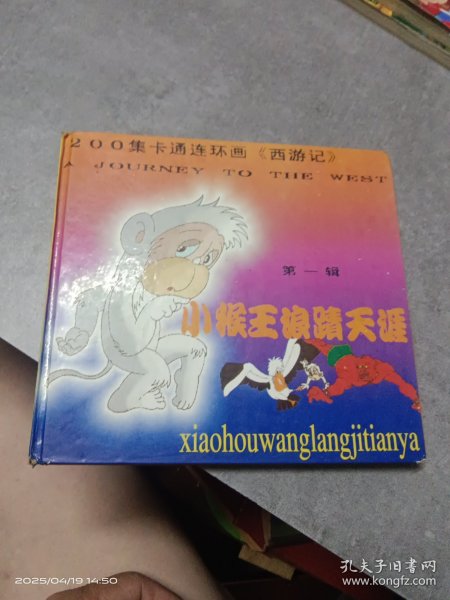 200集卡通连环画《西游记》
A JOURNEY TO THE WEST
第一辑
小猴王浪蹟天涯
xiaohouwanglangjitianya
2025/04/19 14:50
孔夫子旧书网
www.kongfz.com